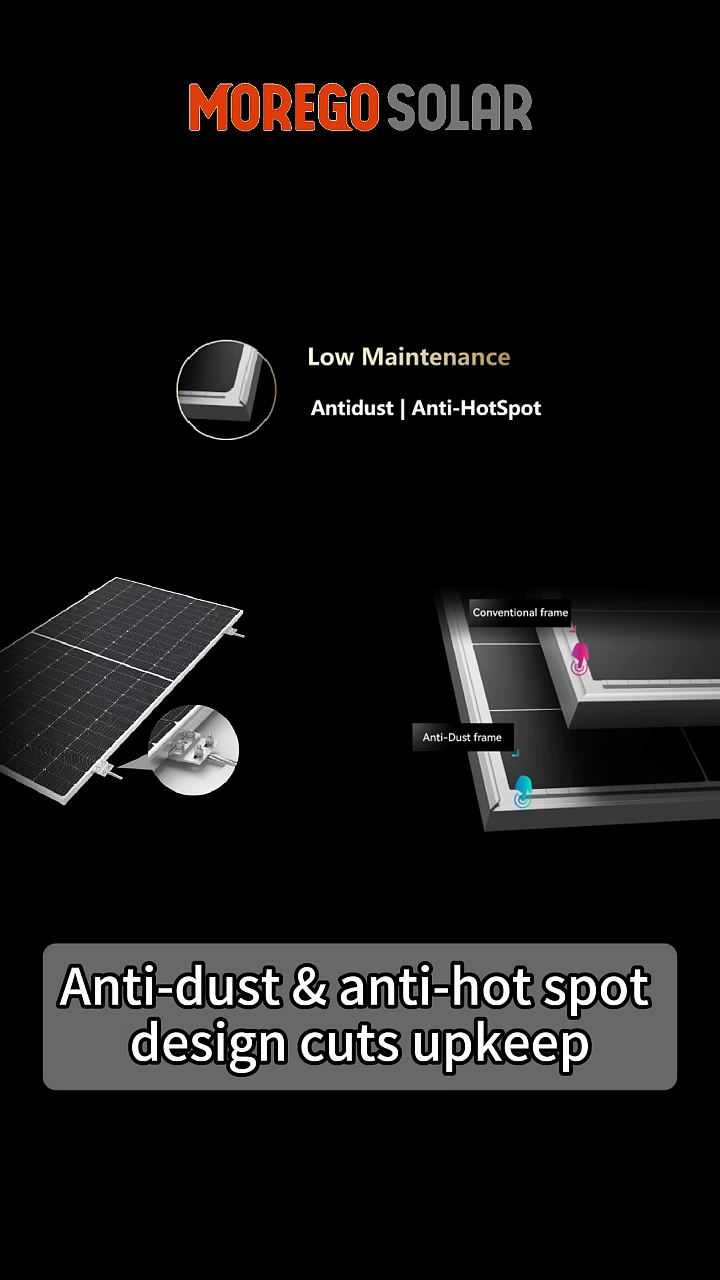 MOREGO SOLAR
Low Maintenance
Antidust | Anti-HotSpot
Conventional frame
Anti-Dust frame
Anti-dust & anti-hot spot
design cuts upkeep